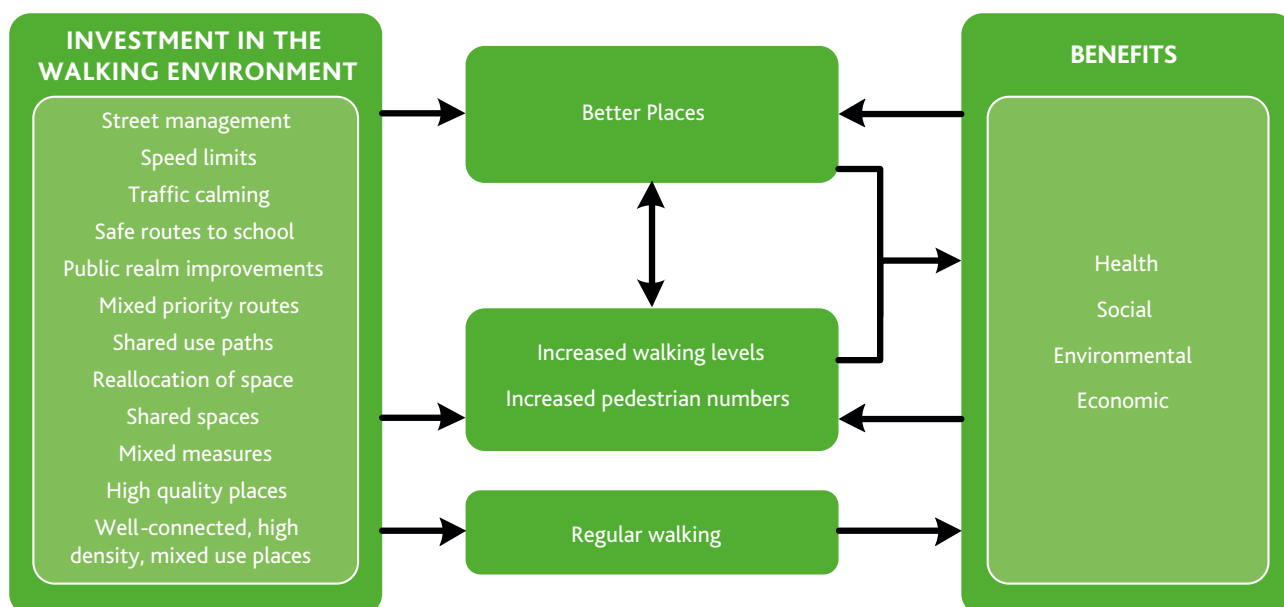 INVESTMENT IN THE
WALKING ENVIRONMENT
Street management
Speed limits
Traffic calming
Safe routes to school
Public realm improvements
Mixed priority routes
Shared use paths
Reallocation of space
Shared spaces
Mixed measures
High quality places
Well-connected, high
density, mixed use places
Better Places
Increased walking levels
Increased pedestrian numbers
Regular walking
BENEFITS
Health
Social
Environmental
Economic